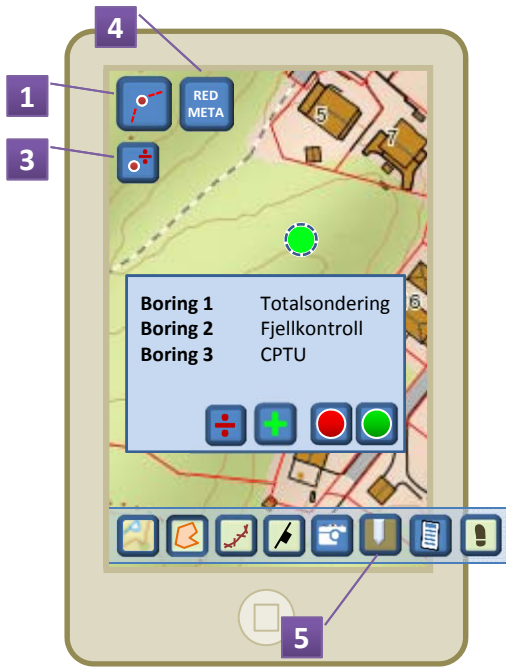 4
1
RED
META
3
5
7
Boring 1 Totalsondering
Boring 2 Fjellkontroll
Boring 3 CPTU
6
5